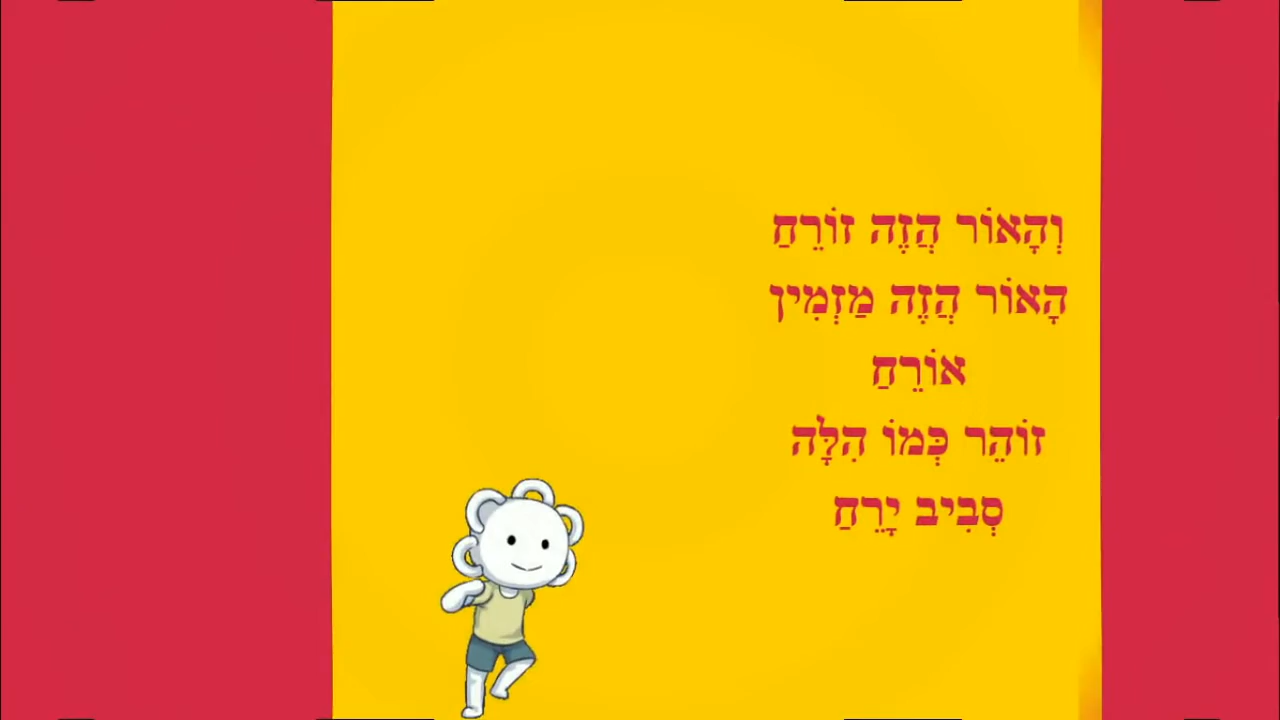 וְהָאוֹר הֲזֶה זוֹרֵחַ
הָאוֹר הֲזֶה מַזְמִין
אוֹרֵחַ
זוֹהֵר כְּמוֹ הִלָּה
סְבִיב יָרֵחַ